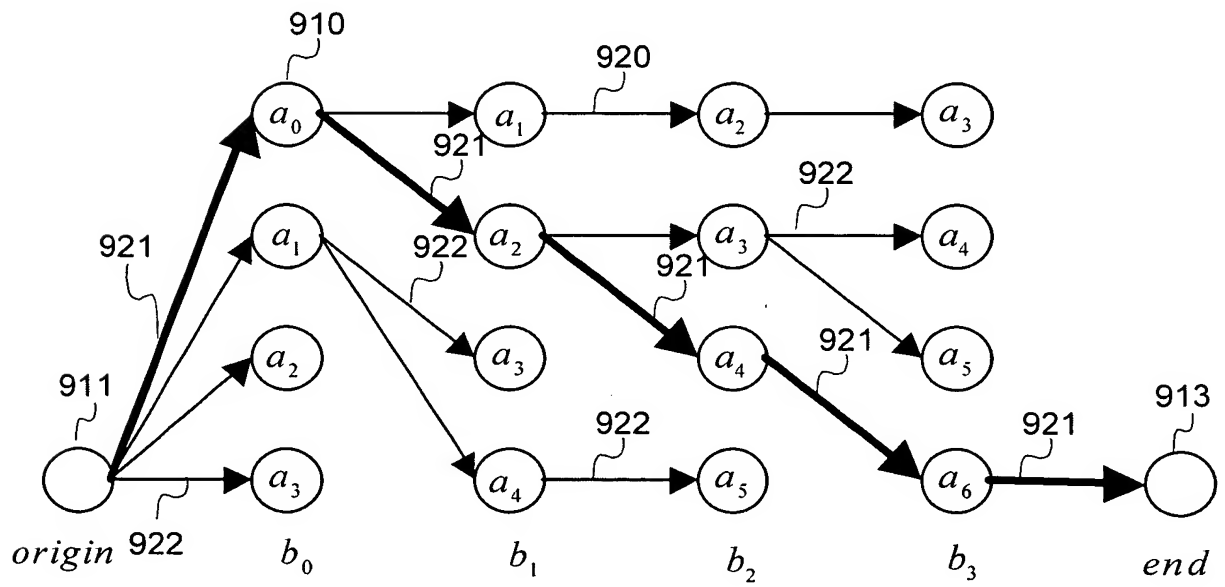 910
920
a₀ a₁ a₂ a₃
921
922
921 a₁ 922 a₂ a₃ a₄
921
911 a₂ a₃ a₄ 921 a₅ 913
922 921
a₃ a₄ a₅ a₆
origin 922 b₀ b₁ b₂ b₃ end